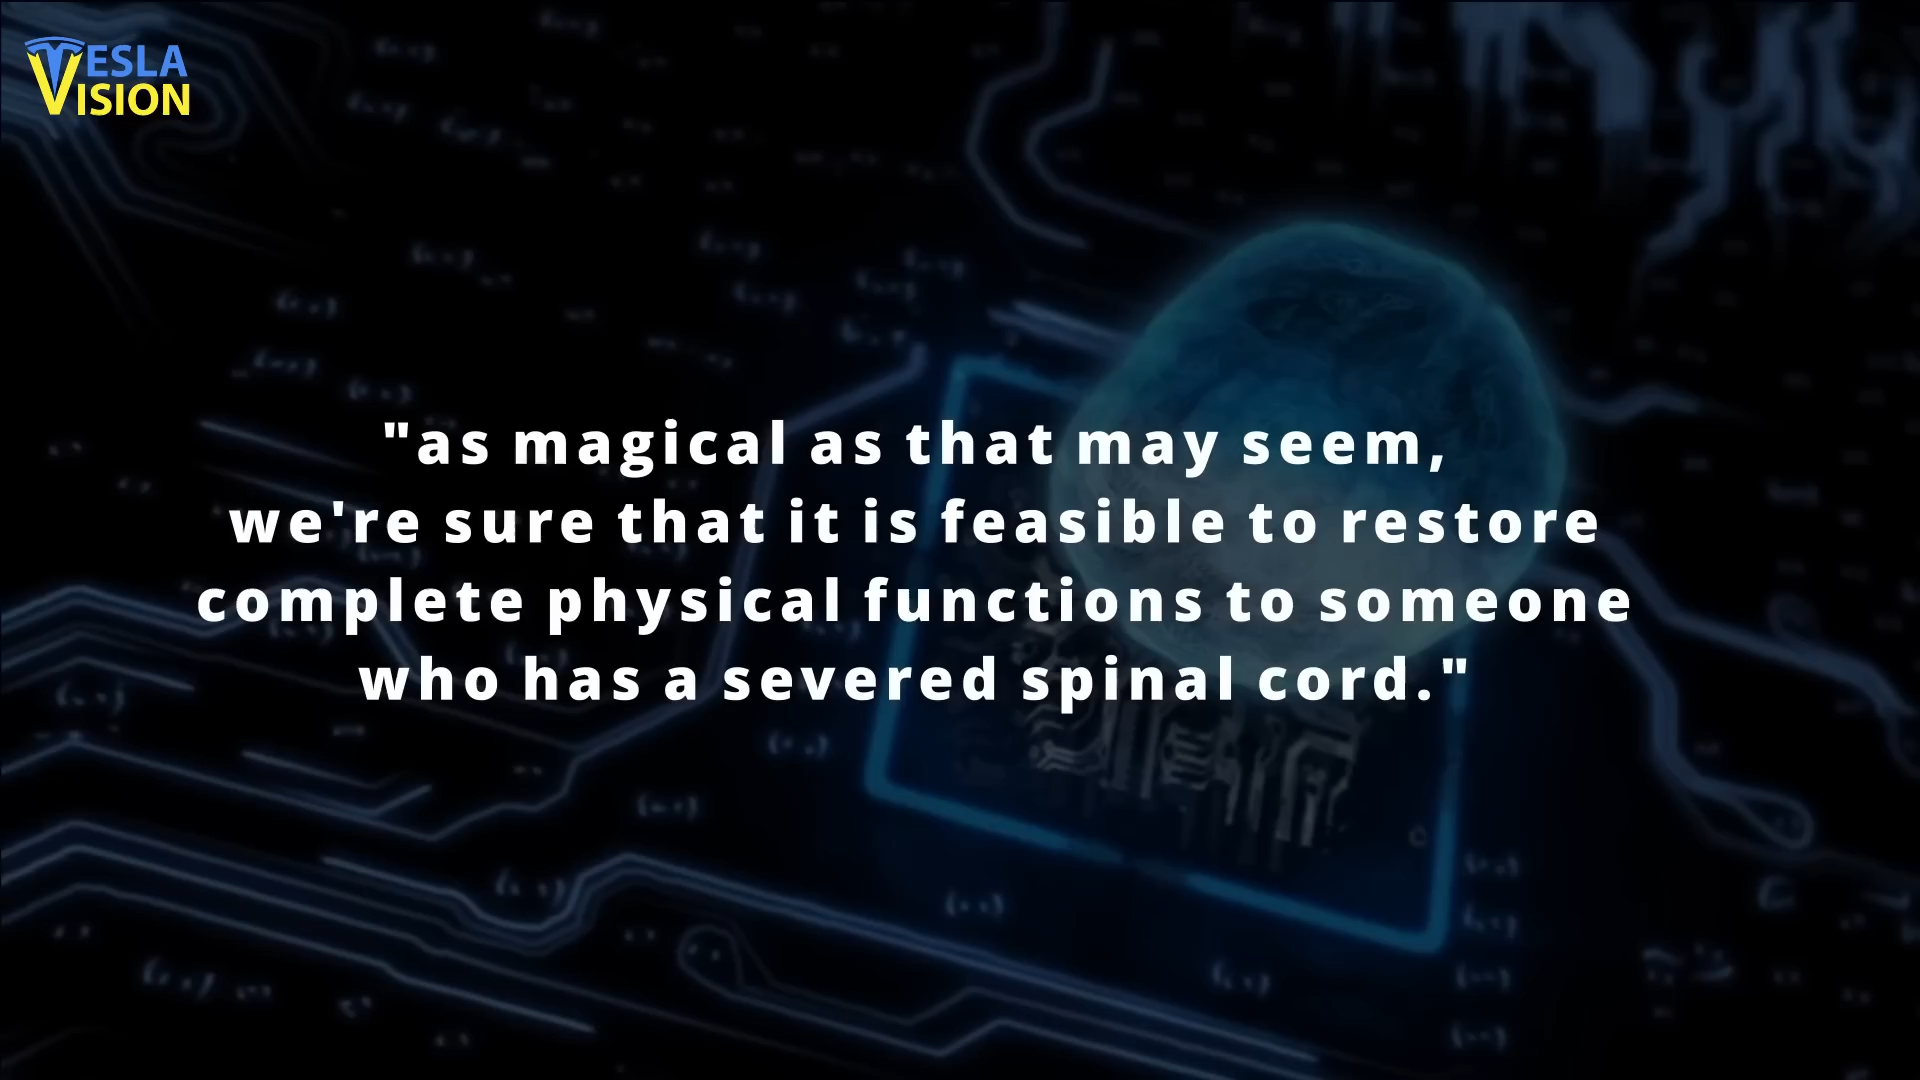 TESLA
VISION
"as magical as that may seem,
we're sure that it is feasible to restore
complete physical functions to someone
who has a severed spinal cord."